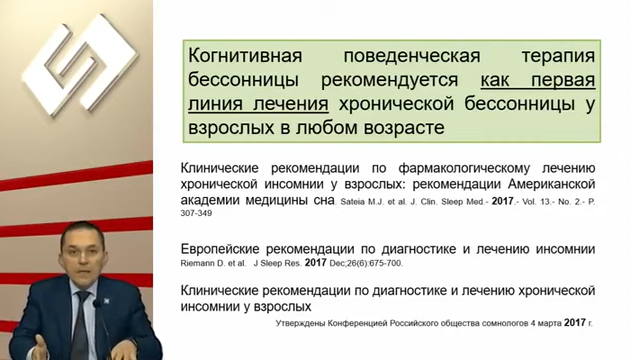 Когнитивная поведенческая терапия
бессонницы рекомендуется как первая
линия лечения хронической бессонницы у
взрослых в любом возрасте
Клинические рекомендации по фармакологическому лечению
хронической инсомнии у взрослых: рекомендации Американской
академии медицины сна. Sateia M.J. et al. J. Clin. Sleep Med.- 2017.- Vol. 13.- No. 2.- P.
307-349
Европейские рекомендации по диагностике и лечению инсомнии
Riemann D. et al. J Sleep Res. 2017 Dec;26(6):675-700.
Клинические рекомендации по диагностике и лечению хронической
инсомнии у взрослых
Утверждены Конференцией Российского общества сомнологов 4 марта 2017 г.